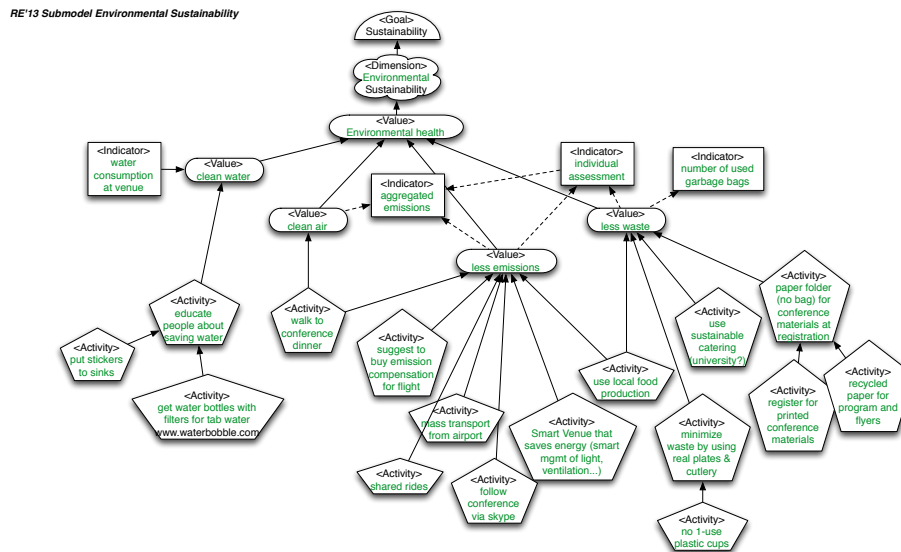 RE'13 Submodel Environmental Sustainability
<Goal>
Sustainability
<Dimension>
Environmental
Sustainability
<Value>
Environmental health
<Indicator>
water
consumption
at venue
<Value>
clean water
<Indicator>
individual
assessment
<Indicator>
number of used
garbage bags
<Indicator>
aggregated
emissions
<Value>
clean air
<Value>
less waste
<Value>
less emissions
<Activity>
educate
people about
saving water
<Activity>
put stickers
to sinks
<Activity>
get water bottles with
filters for tab water
www.waterbobble.com
<Activity>
walk to
conference
dinner
<Activity>
suggest to
buy emission
compensation
for flight
<Activity>
mass transport
from airport
<Activity>
shared rides
<Activity>
follow
conference
via skype
<Activity>
Smart Venue that
saves energy (smart
mgmt of light,
ventilation...)
<Activity>
use local food
production
<Activity>
use
sustainable
catering
(university?)
<Activity>
paper folder
(no bag) for
conference
materials at
registration
<Activity>
minimize
waste by using
real plates &
cutlery
<Activity>
no 1-use
plastic cups
<Activity>
register for
printed
conference
materials
<Activity>
recycled
paper for
program and
flyers